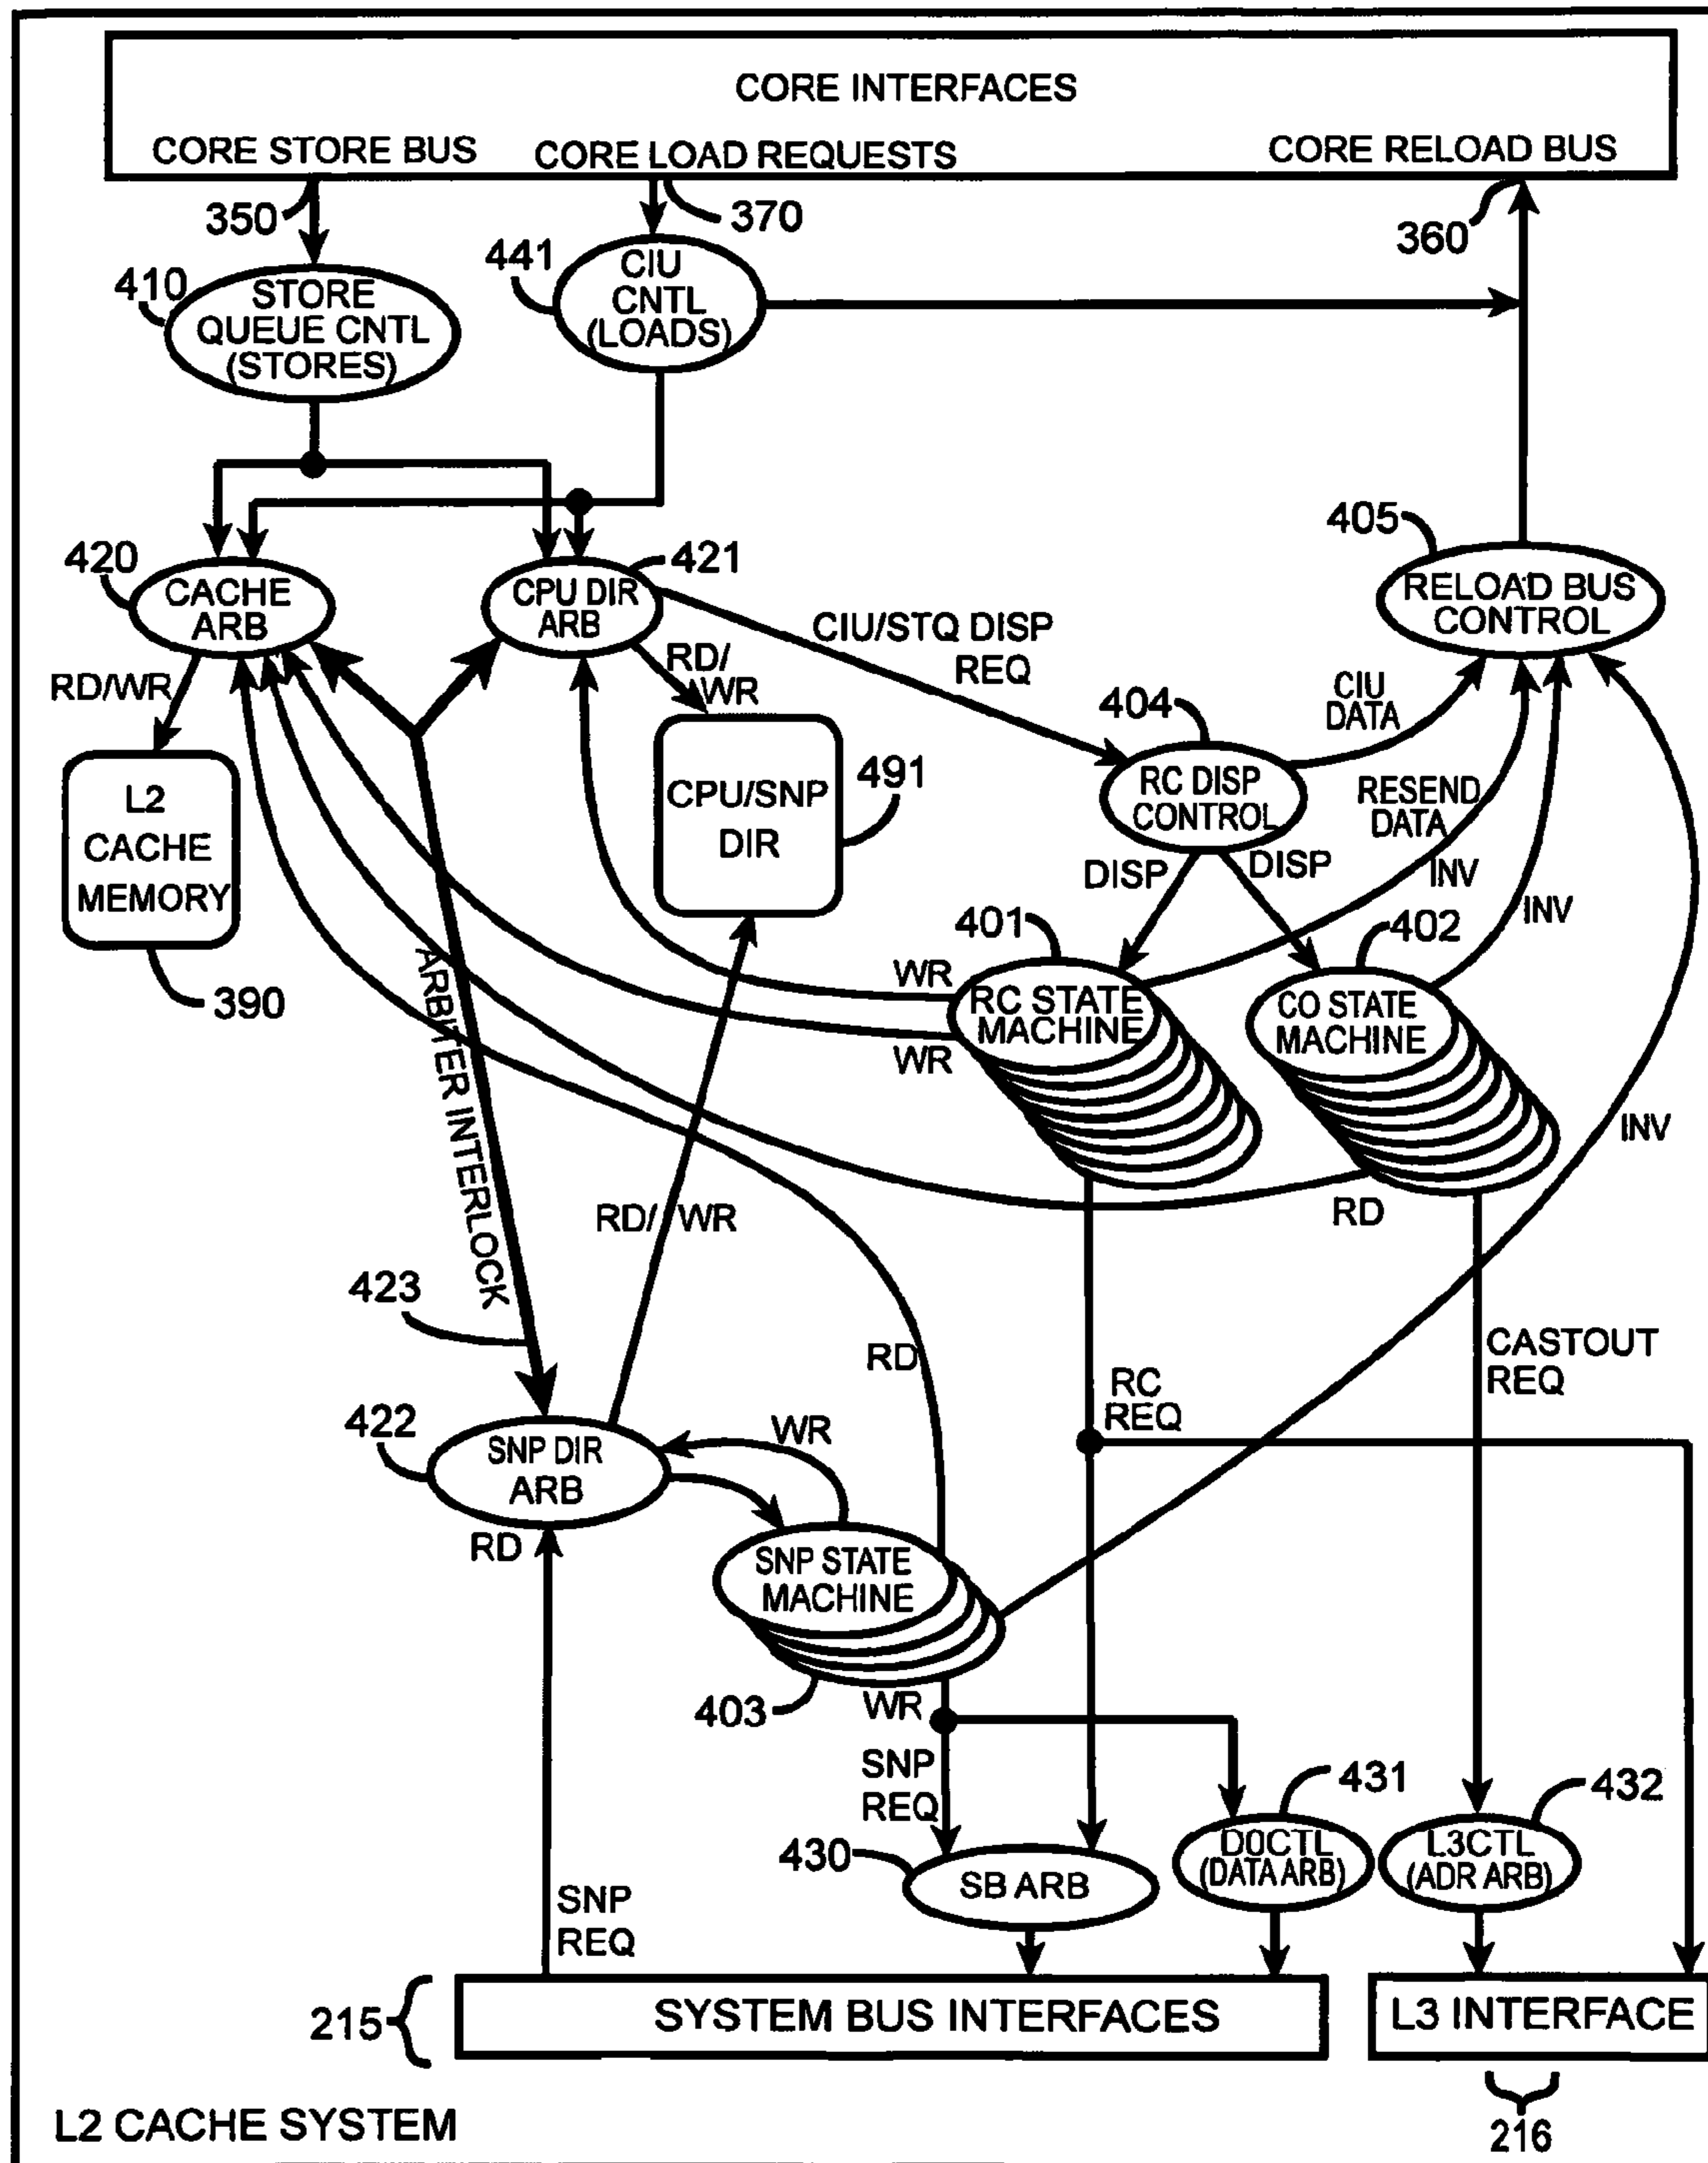 CORE INTERFACES
CORE STORE BUS
CORE LOAD REQUESTS
CORE RELOAD BUS
350
370
360
410
STORE
QUEUE CNTL
(STORES)
441
CIU
CNTL
(LOADS)
420
CACHE
ARB
421
CPU DIR
ARB
405
RELOAD BUS
CONTROL
CIU/STQ DISP
REQ
RD/WR
RD/
WR
CIU
DATA
404
RC DISP
CONTROL
L2
CACHE
MEMORY
390
CPU/SNP
DIR
491
RESEND
DATA
INV
DISP
DISP
INV
401
402
WR
RC STATE
MACHINE
WR
CO STATE
MACHINE
INV
ARBITER INTERLOCK
RD/ WR
RD
423
RD
CASTOUT
REQ
RC
REQ
422
SNP DIR
ARB
WR
RD
SNP STATE
MACHINE
403
WR
SNP
REQ
431
432
430
SB ARB
D0CTL
(DATA ARB)
L3CTL
(ADR ARB)
SNP
REQ
215
SYSTEM BUS INTERFACES
L3 INTERFACE
216
L2 CACHE SYSTEM